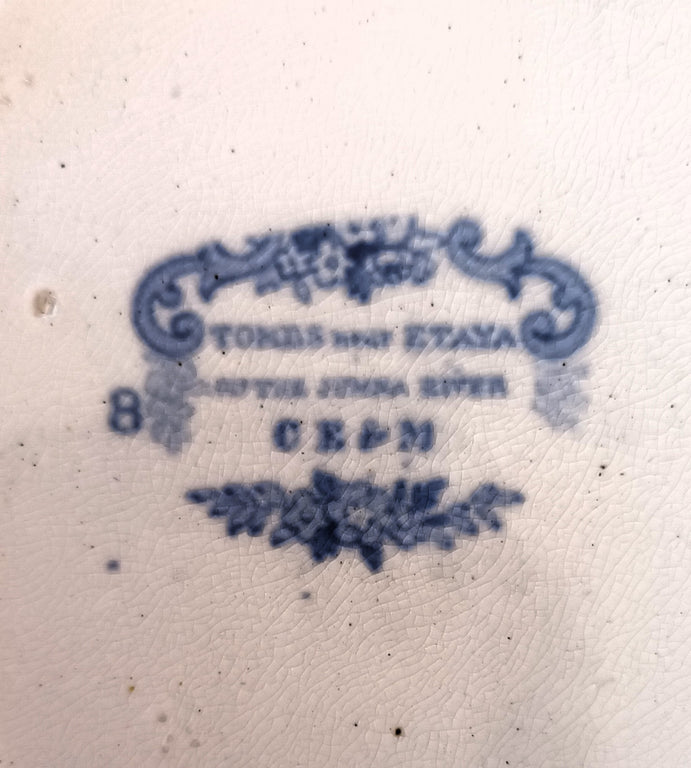 TOMBS near ETAYA
ON THE JUMNA RIVER
8
C E & M